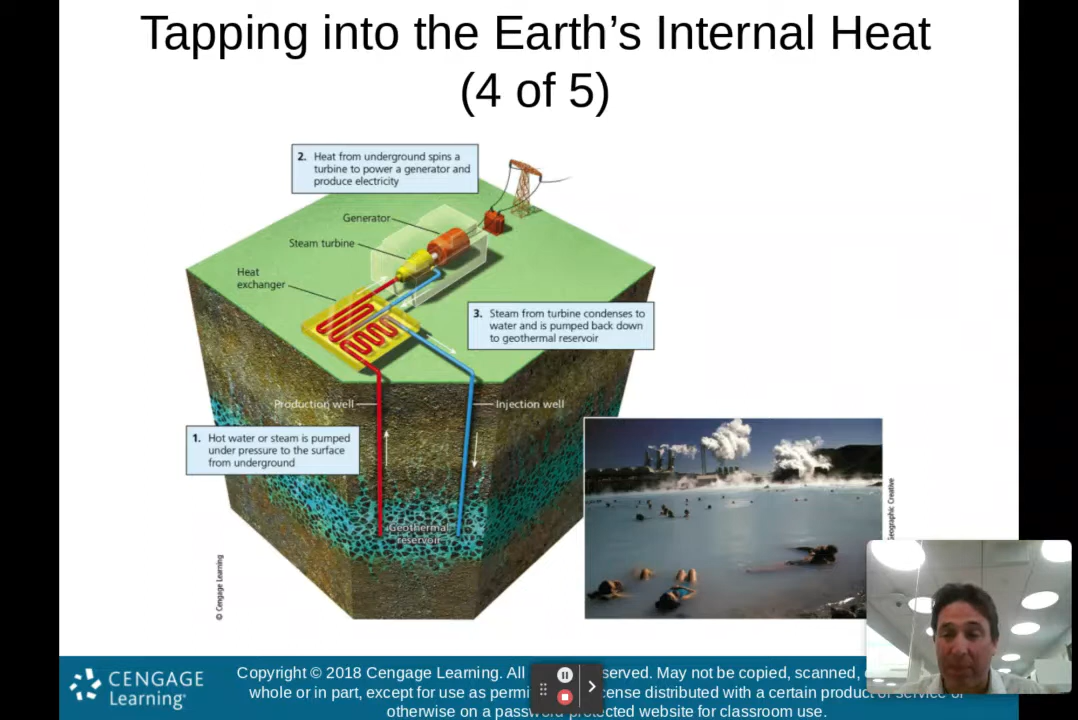 Tapping into the Earth’s Internal Heat
(4 of 5)
2. Heat from underground spins a
turbine to power a generator and
produce electricity
Generator
Steam turbine
Heat
exchanger
3. Steam from turbine condenses to
water and is pumped back down
to geothermal reservoir
Production well
Injection well
1. Hot water or steam is pumped
under pressure to the surface
from underground
Geothermal
reservoir
© Cengage Learning
Geographic Creative
CENGAGE
Learning
Copyright © 2018 Cengage Learning. All served. May not be copied, scanned,
whole or in part, except for use as permi cense distributed with a certain product or service or
otherwise on a password-protected website for classroom use.